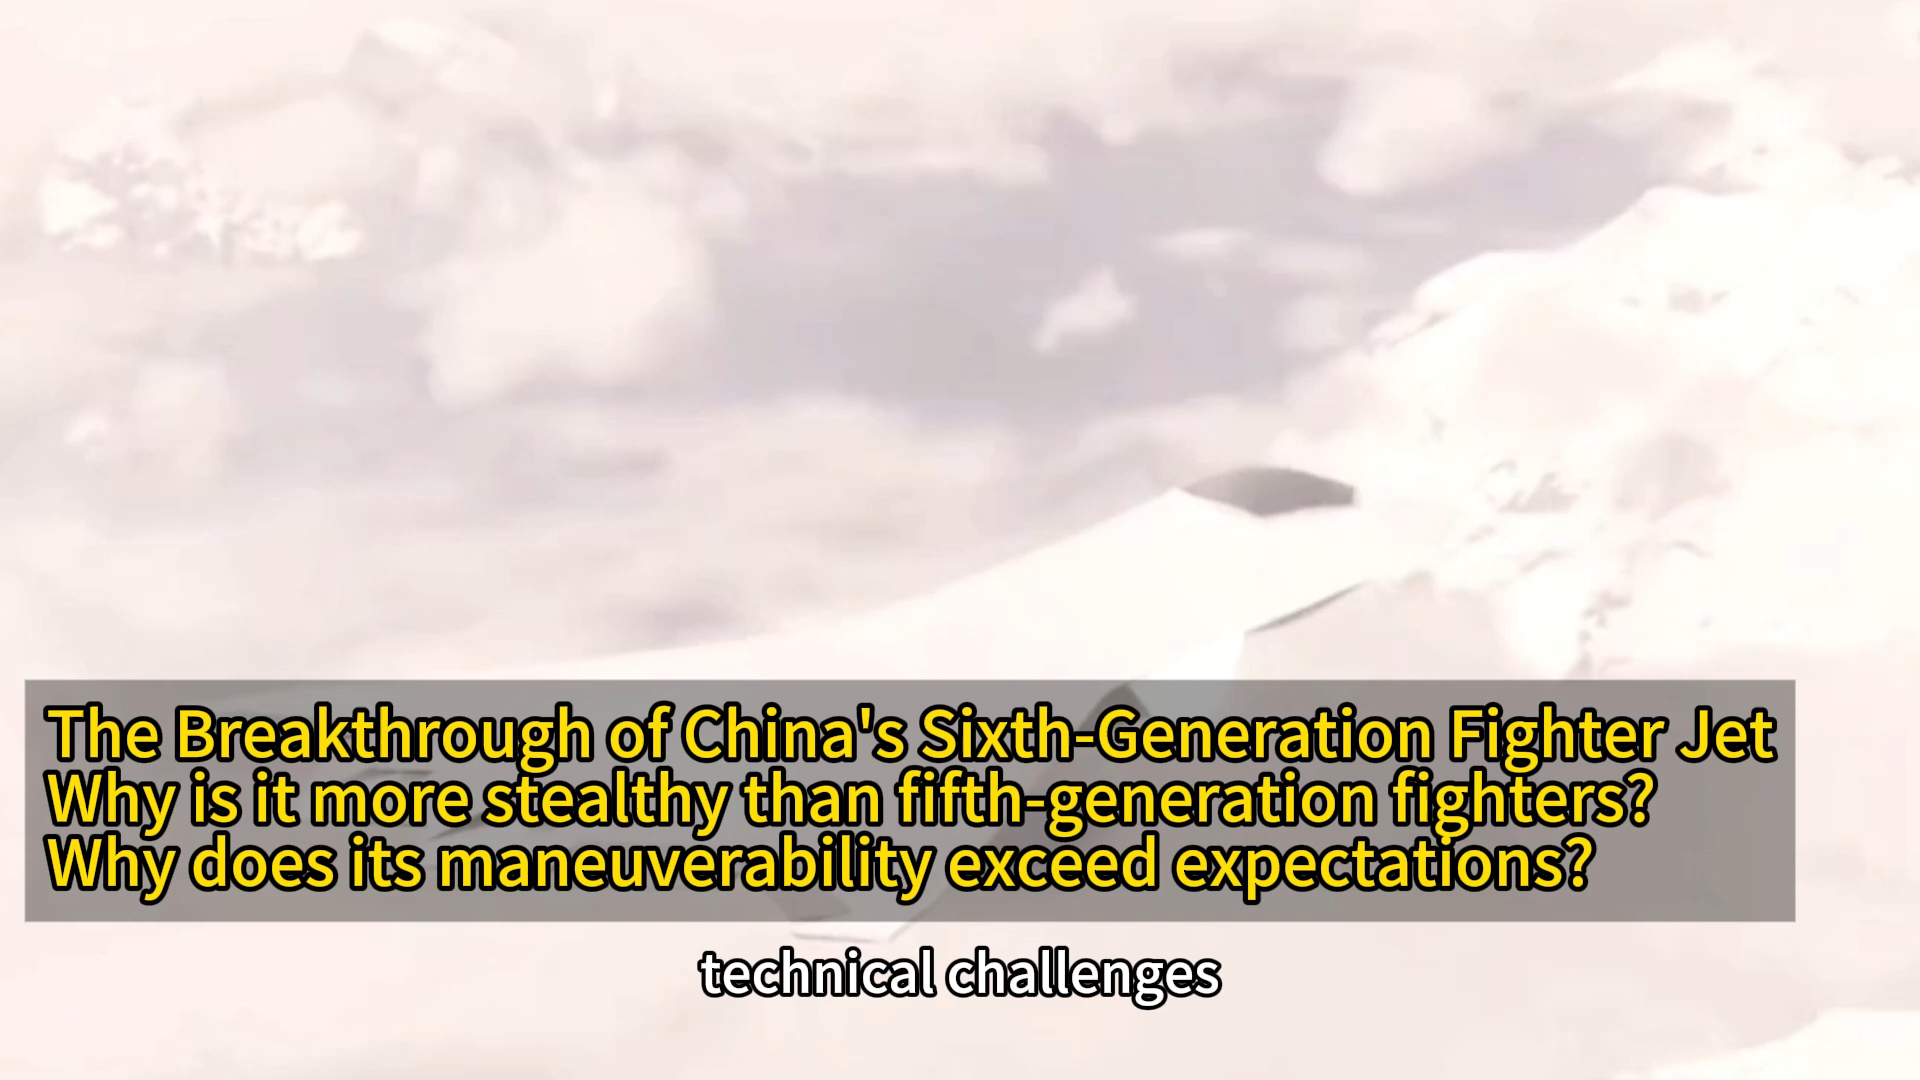 The Breakthrough of China's Sixth-Generation Fighter Jet
Why is it more stealthy than fifth-generation fighters?
Why does its maneuverability exceed expectations?
technical challenges